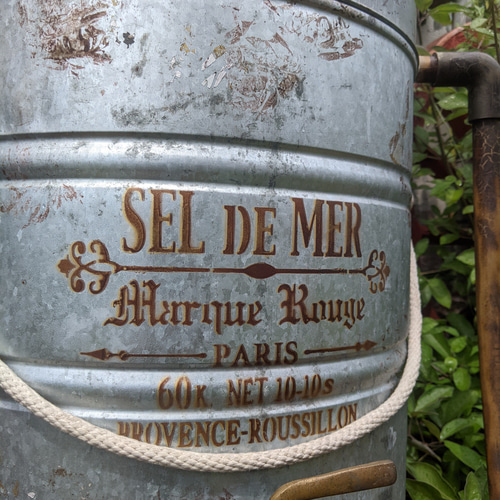 SEL DE MER
Marque Rouge
PARIS
60K NET 10-10s
PROVENCE-ROUSSILLON